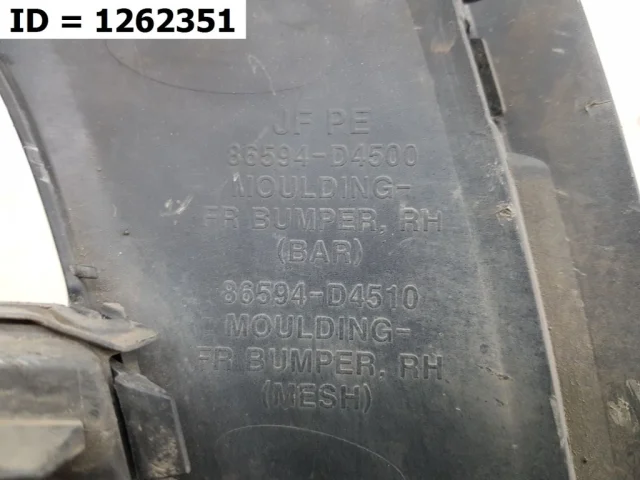 ID = 1262351
JF PE
86594-D4500
MOULDING-
FR BUMPER, RH
(BAR)
86594-D4510
MOULDING-
FR BUMPER, RH
(MESH)